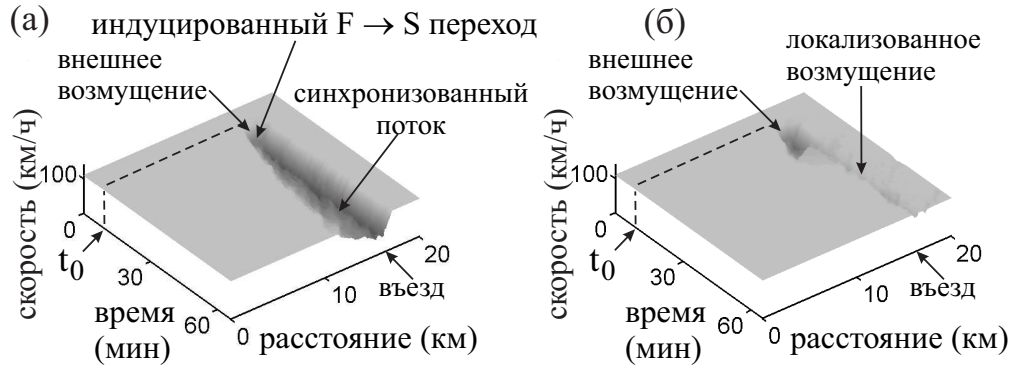 (а)
индуцированный F → S переход
внешнее
возмущение
синхронизованный
поток
скорость (км/ч)
100
0
t0
30
60
время
(мин)
0
10
20
въезд
расстояние (км)
(б)
внешнее
возмущение
локализованное
возмущение
скорость (км/ч)
100
0
t0
30
60
время
(мин)
0
10
20
въезд
расстояние (км)